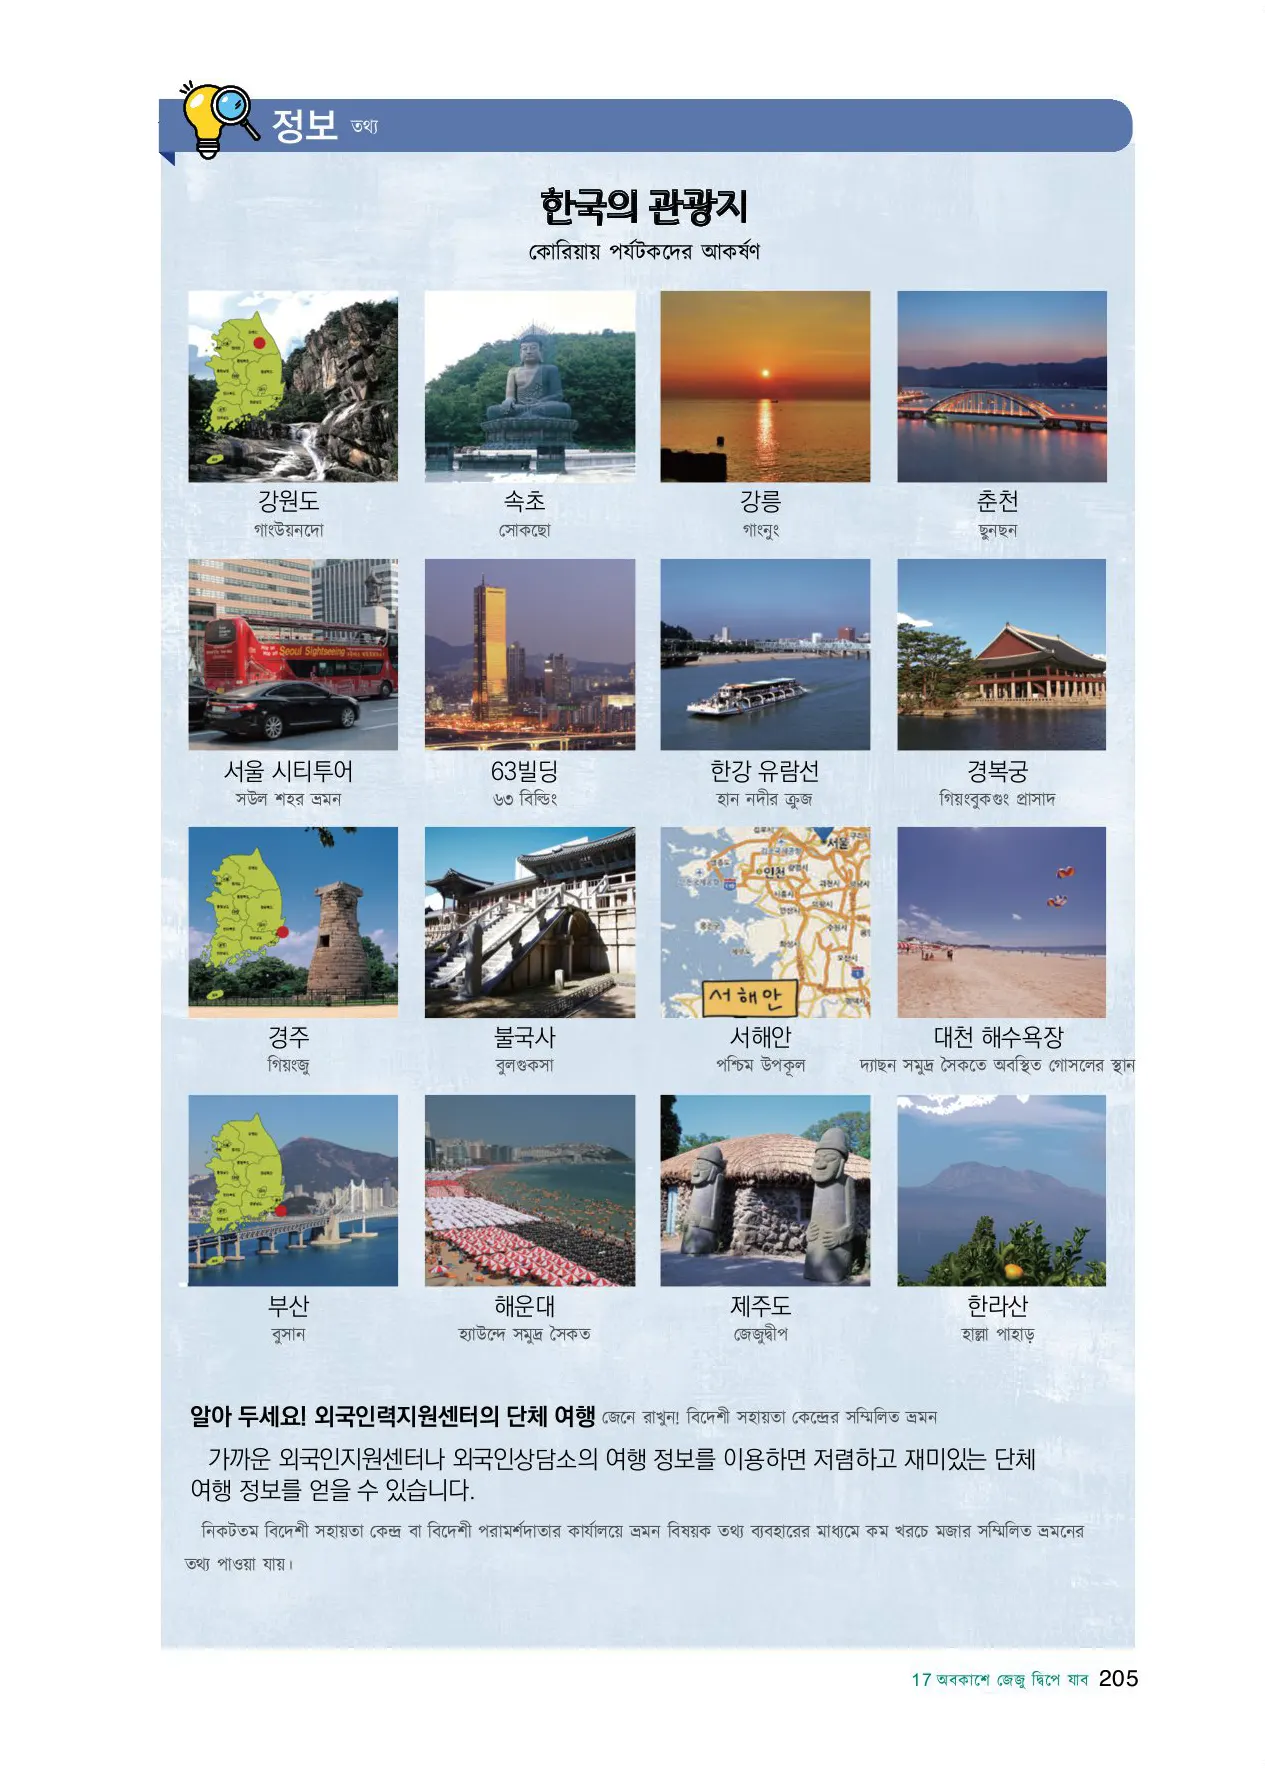 정보 তথ্য
한국의 관광지
কোরিয়ায় পর্যটকদের আকর্ষণ
강원도 속초 강릉 춘천
গাংউয়নদো সোকছো গাংনুং ছুনছন
Seoul Sightseeing
서울 시티투어 63빌딩 한강 유람선 경복궁
সউল শহর ভ্রমন ৬৩ বিল্ডিং হান নদীর ক্রুজ গিয়ংবুকগুং প্রাসাদ
서울
인천
서해안
경주 불국사 서해안 대천 해수욕장
গিয়ংজু বুলগুকসা পশ্চিম উপকূল দ্যাছন সমুদ্র সৈকতে অবস্থিত গোসলের স্থান
부산 해운대 제주도 한라산
বুসান হ্যাউন্দে সমুদ্র সৈকত জেজুদ্বীপ হাল্লা পাহাড়
알아 두세요! 외국인력지원센터의 단체 여행 জেনে রাখুন! বিদেশী সহায়তা কেন্দ্রের সম্মিলিত ভ্রমন
가까운 외국인지원센터나 외국인상담소의 여행 정보를 이용하면 저렴하고 재미있는 단체
여행 정보를 얻을 수 있습니다.
নিকটতম বিদেশী সহায়তা কেন্দ্র বা বিদেশী পরামর্শদাতার কার্যালয়ে ভ্রমন বিষয়ক তথ্য ব্যবহারের মাধ্যমে কম খরচে মজার সম্মিলিত ভ্রমনের
তথ্য পাওয়া যায়।
17 অবকাশে জেজু দ্বিপে যাব 205